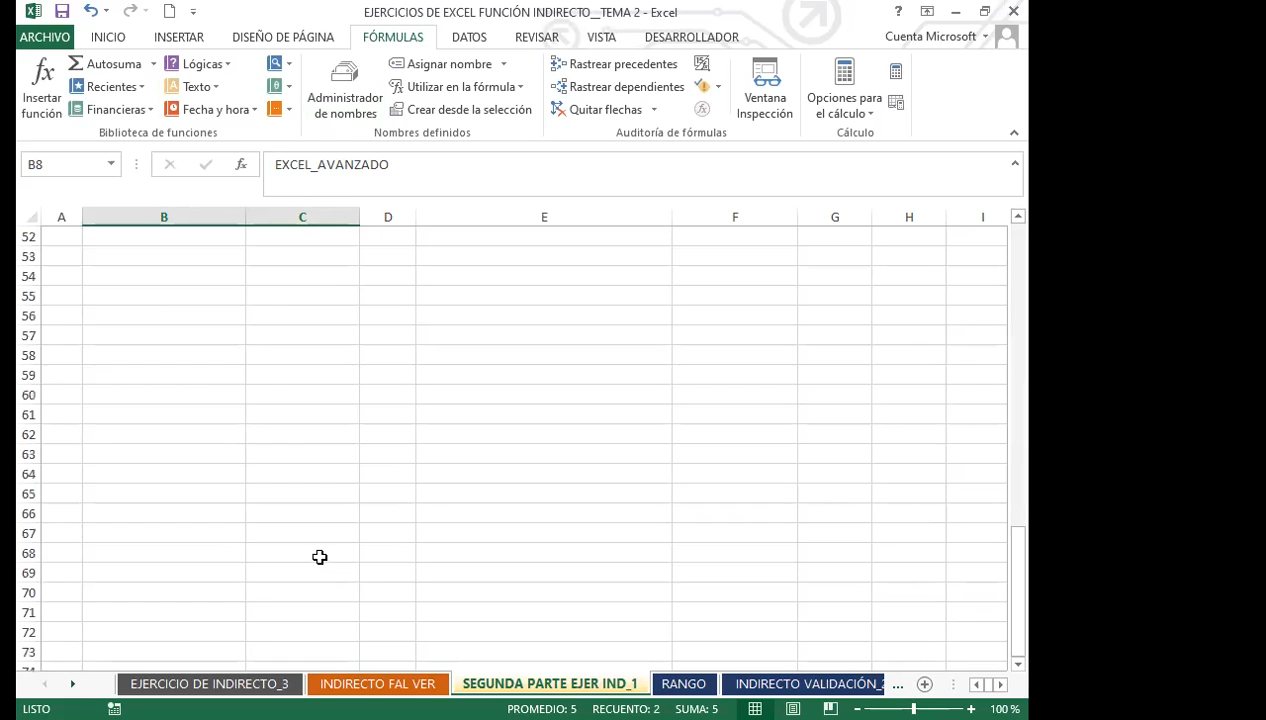 EJERCICIOS DE EXCEL FUNCIÓN INDIRECTO__TEMA 2 - Excel
ARCHIVO INICIO INSERTAR DISEÑO DE PÁGINA FÓRMULAS DATOS REVISAR VISTA DESARROLLADOR Cuenta Microsoft
Insertar función
Autosuma
Recientes
Financieras
Lógicas
Texto
Fecha y hora
Biblioteca de funciones
Administrador de nombres
Asignar nombre
Utilizar en la fórmula
Crear desde la selección
Nombres definidos
Rastrear precedentes
Rastrear dependientes
Quitar flechas
Ventana Inspección
Auditoría de fórmulas
Opciones para el cálculo
Cálculo
B8 fx EXCEL_AVANZADO
A B C D E F G H I
52
53
54
55
56
57
58
59
60
61
62
63
64
65
66
67
68
69
70
71
72
73
EJERCICIO DE INDIRECTO_3 INDIRECTO FAL VER SEGUNDA PARTE EJER IND_1 RANGO INDIRECTO VALIDACIÓN_ ...
LISTO PROMEDIO: 5 RECUENTO: 2 SUMA: 5 100 %